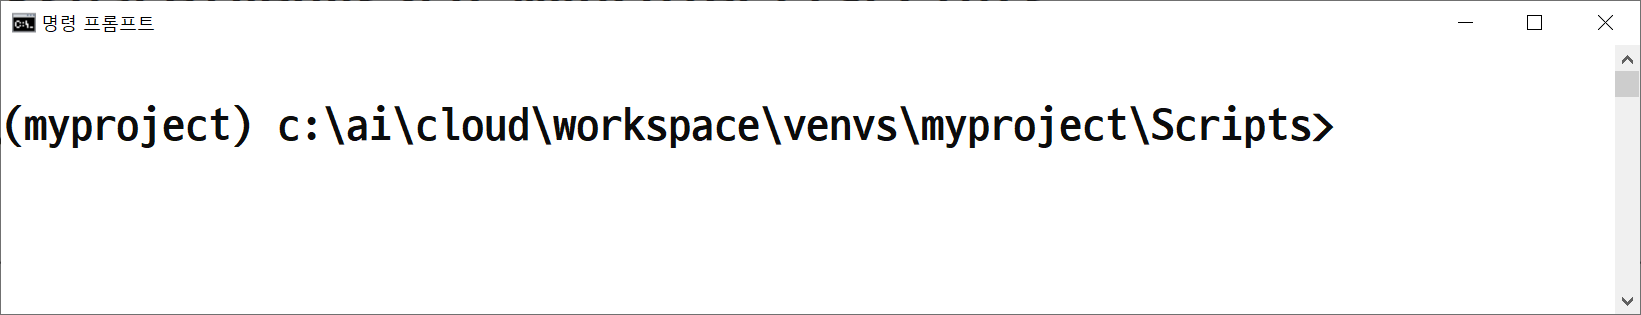 명령 프롬프트
(myproject) c:\ai\cloud\workspace\venvs\myproject\Scripts>